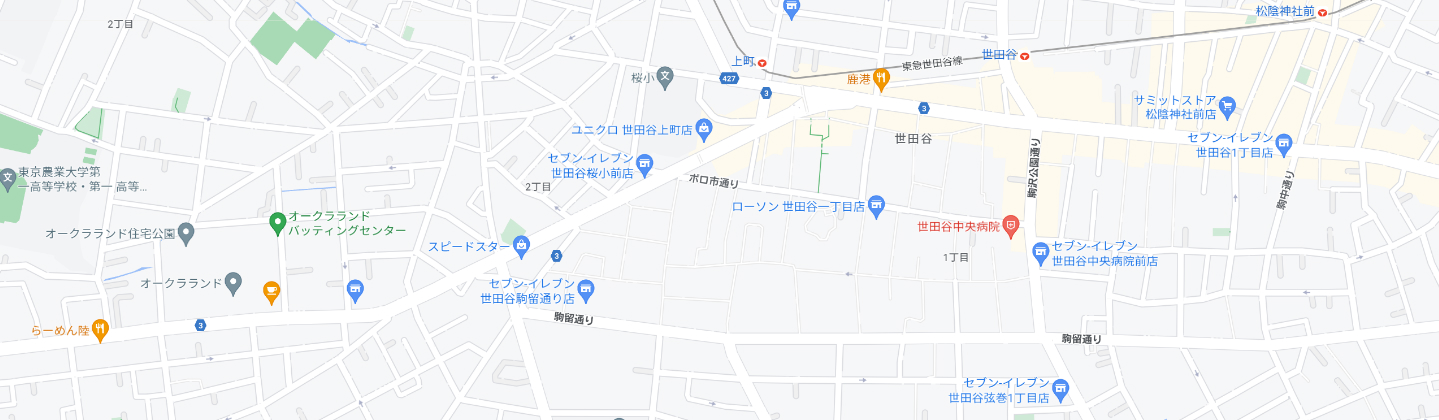 松陰神社前
2丁目
世田谷
上町
東急世田谷線
桜小
427
鹿港
3
3
サミットストア
松陰神社前店
ユニクロ 世田谷上町店
世田谷
セブン-イレブン
世田谷1丁目店
セブン-イレブン
世田谷桜小前店
駒沢公園通り
東京農業大学第
一高等学校・第一 高等...
2丁目
ボロ市通り
駒中通り
ローソン 世田谷一丁目店
オークラランド
バッティングセンター
オークラランド住宅公園
世田谷中央病院
スピードスター
セブン-イレブン
世田谷中央病院前店
3
1丁目
オークラランド
セブン-イレブン
世田谷駒留通り店
駒留通り
3
らーめん陸
駒留通り
セブン-イレブン
世田谷弦巻1丁目店